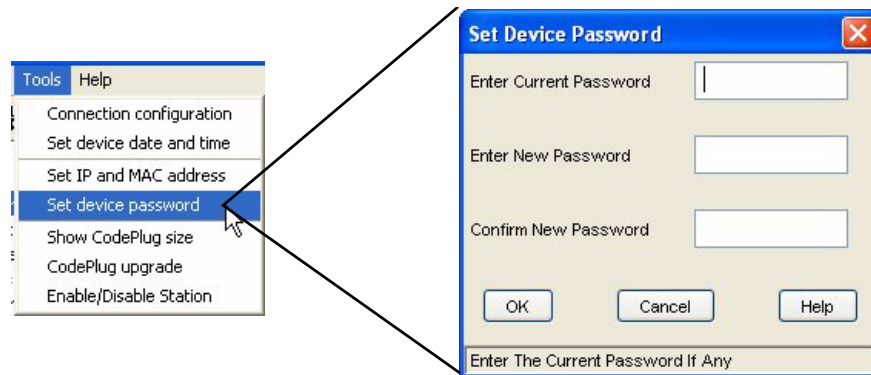 Tools Help
Connection configuration
Set device date and time
Set IP and MAC address
Set device password
Show CodePlug size
CodePlug upgrade
Enable/Disable Station
Set Device Password
Enter Current Password
Enter New Password
Confirm New Password
OK Cancel Help
Enter The Current Password If Any